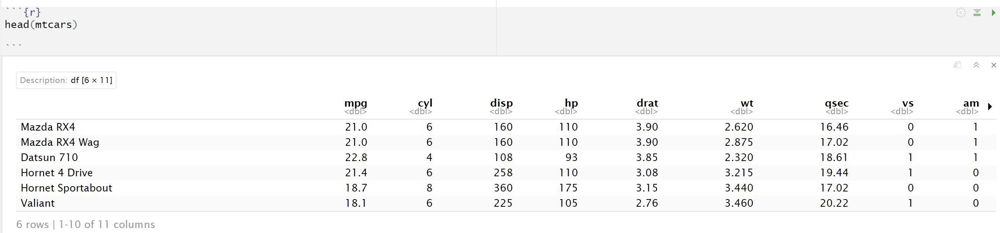 ```{r}
head(mtcars)
```
Description: df [6 × 11]
mpg cyl disp hp drat wt qsec vs am
<dbl> <dbl> <dbl> <dbl> <dbl> <dbl> <dbl> <dbl> <dbl>
Mazda RX4 21.0 6 160 110 3.90 2.620 16.46 0 1
Mazda RX4 Wag 21.0 6 160 110 3.90 2.875 17.02 0 1
Datsun 710 22.8 4 108 93 3.85 2.320 18.61 1 1
Hornet 4 Drive 21.4 6 258 110 3.08 3.215 19.44 1 0
Hornet Sportabout 18.7 8 360 175 3.15 3.440 17.02 0 0
Valiant 18.1 6 225 105 2.76 3.460 20.22 1 0
6 rows | 1-10 of 11 columns